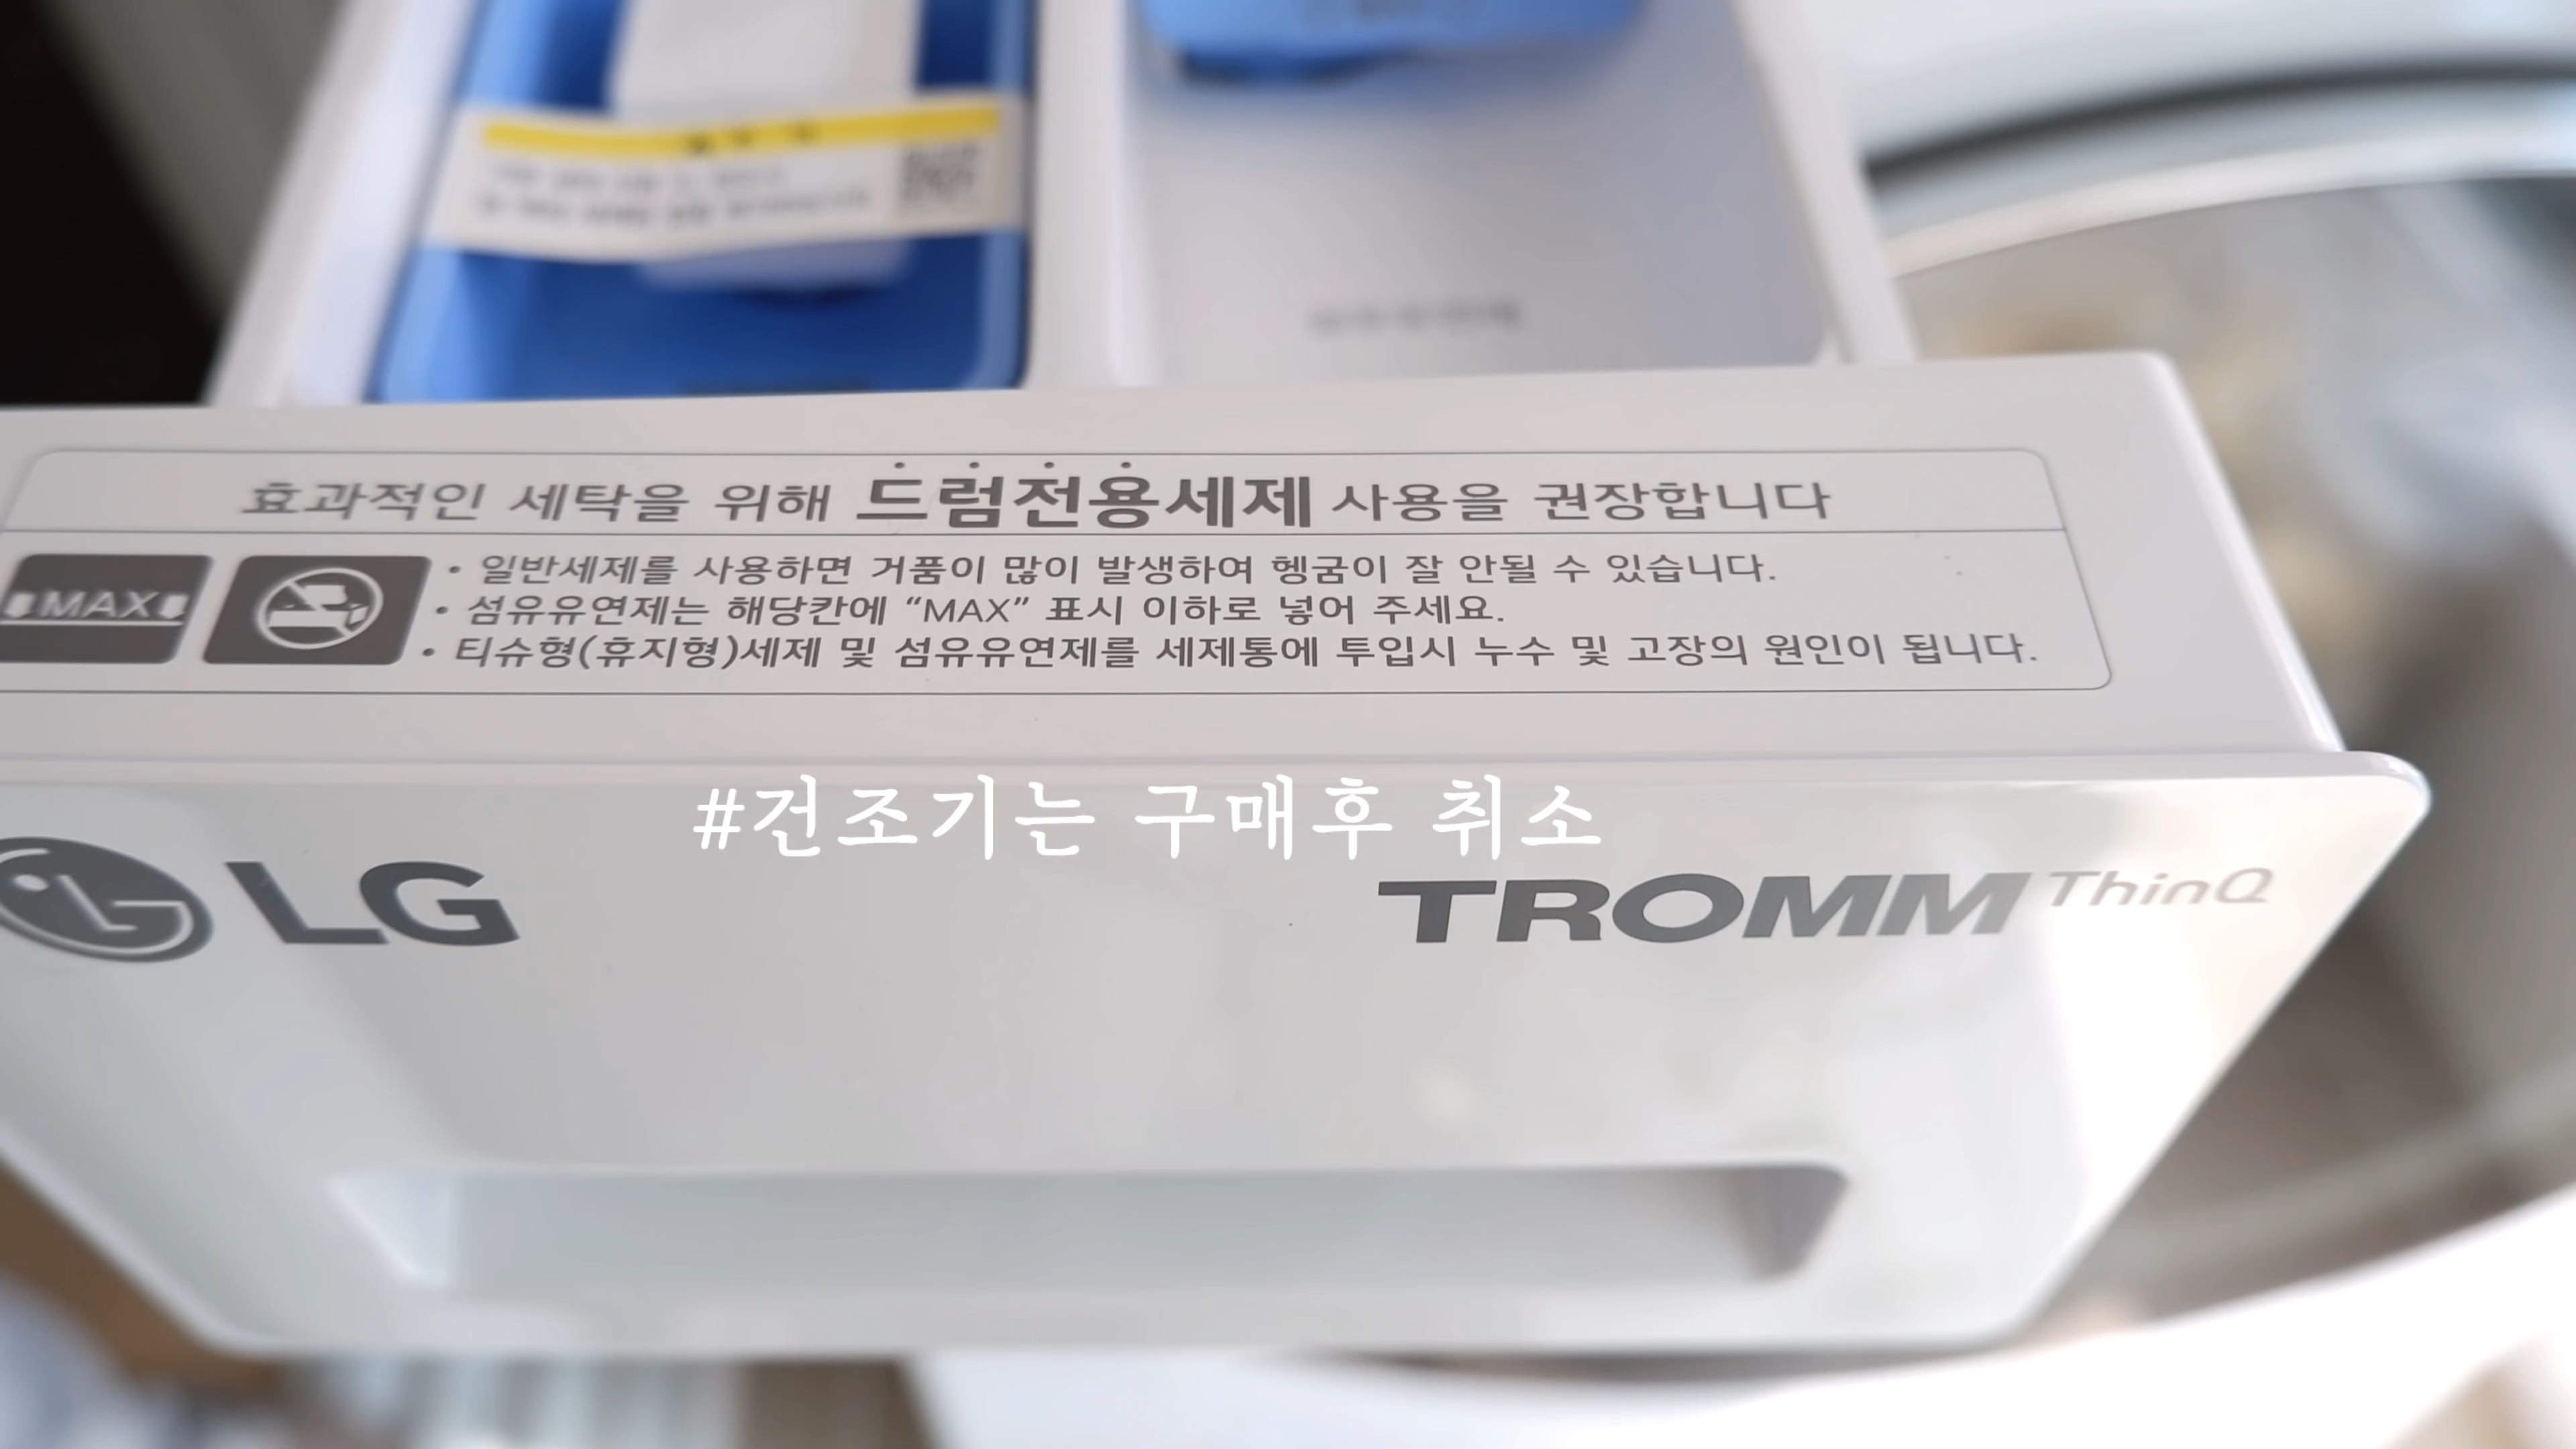 효과적인 세탁을 위해 드럼전용세제 사용을 권장합니다
MAX
• 일반세제를 사용하면 거품이 많이 발생하여 헹굼이 잘 안될 수 있습니다.
• 섬유유연제는 해당칸에 “MAX” 표시 이하로 넣어 주세요.
• 티슈형(휴지형)세제 및 섬유유연제를 세제통에 투입시 누수 및 고장의 원인이 됩니다.
#건조기는 구매후 취소
LG
TROMM ThinQ